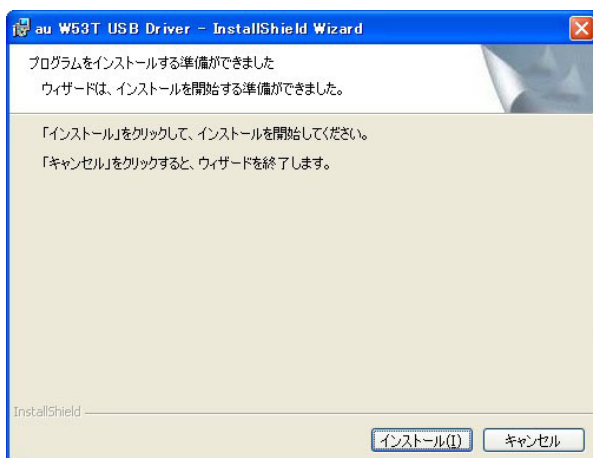 au W53T USB Driver - InstallShield Wizard
プログラムをインストールする準備ができました
ウィザードは、インストールを開始する準備ができました。
「インストール」をクリックして、インストールを開始してください。
「キャンセル」をクリックすると、ウィザードを終了します。
InstallShield
インストール(I)
キャンセル